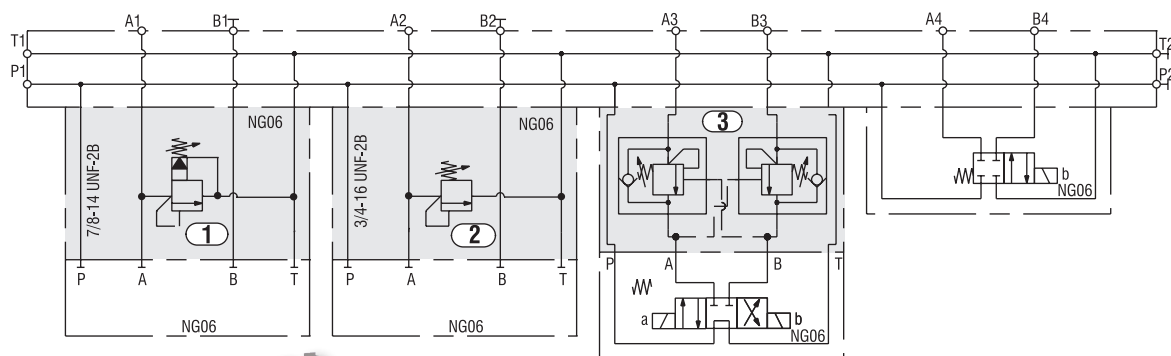 A1 B1 A2 B2 A3 B3 A4 B4
T1 T2
P1 P2
NG06 NG06 3
7/8-14 UNF-2B 3/4-16 UNF-2B
b
NG06
1 2
P A B T P A B T P A B T
a b
NG06 NG06 NG06